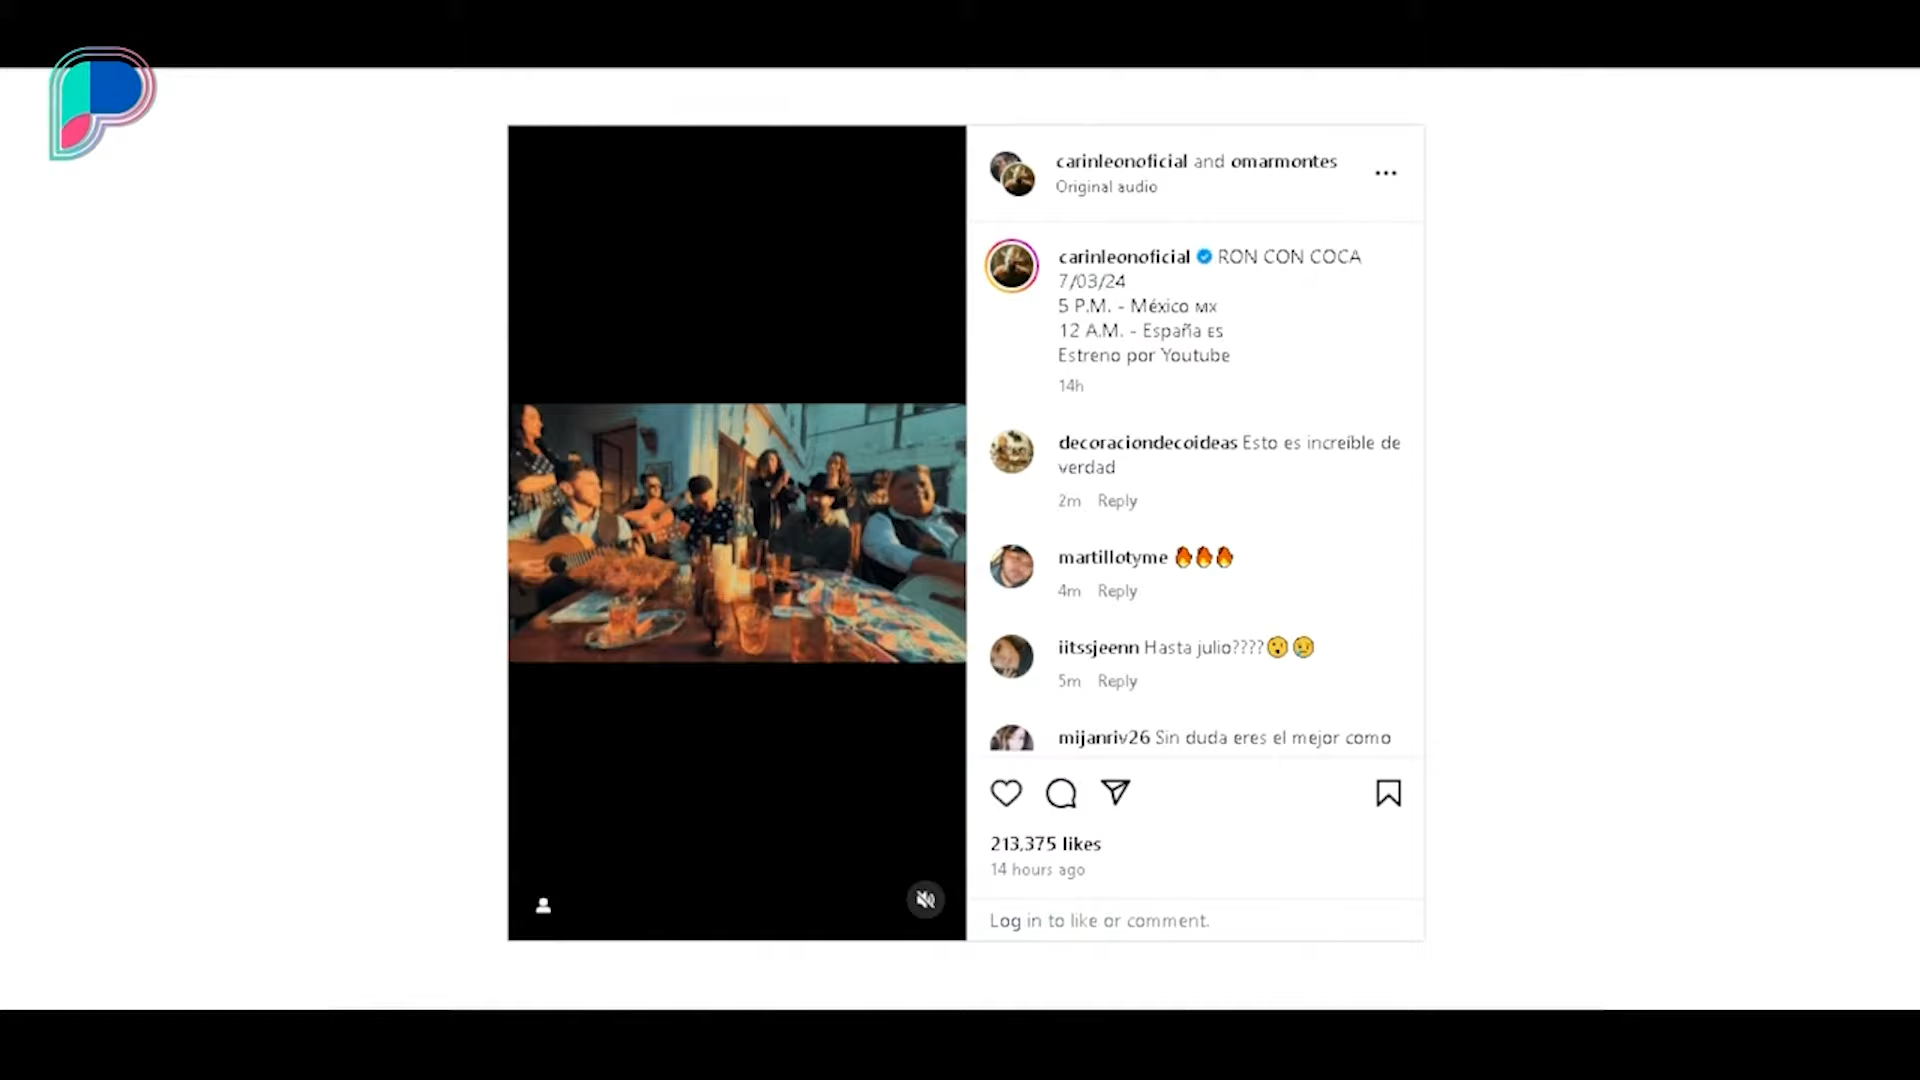 carinleonoficial and omarmontes
Original audio
carinleonoficial RON CON COCA
7/03/24
5 P.M. - México MX
12 A.M. - España ES
Estreno por Youtube
14h
decoraciondecoideas Esto es increíble de
verdad
2m Reply
martillotyme 🔥🔥🔥
4m Reply
iitssjeenn Hasta julio????😯😢
5m Reply
mijanriv26 Sin duda eres el mejor como
213,375 likes
14 hours ago
Log in to like or comment.